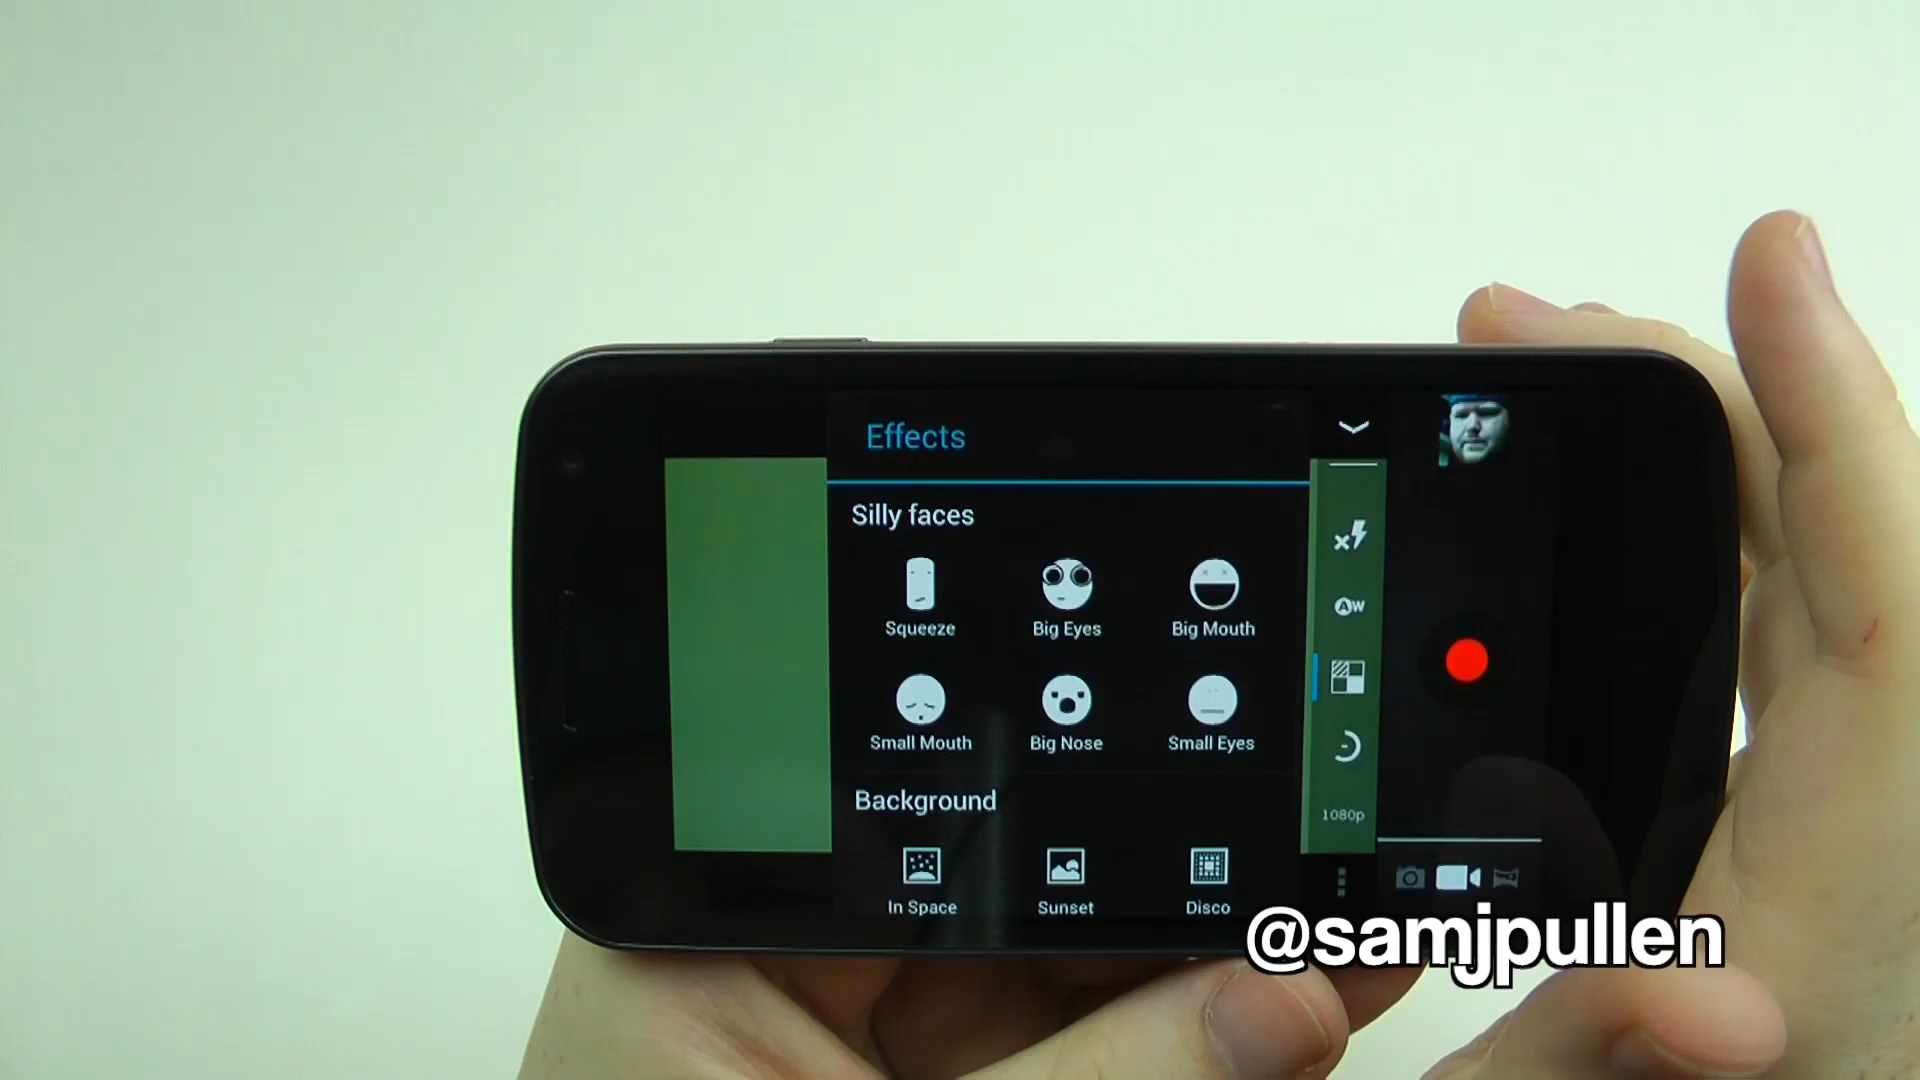 Effects
Silly faces
Squeeze Big Eyes Big Mouth
AW
Small Mouth Big Nose Small Eyes
Background
1080p
In Space Sunset Disco
@samjpullen